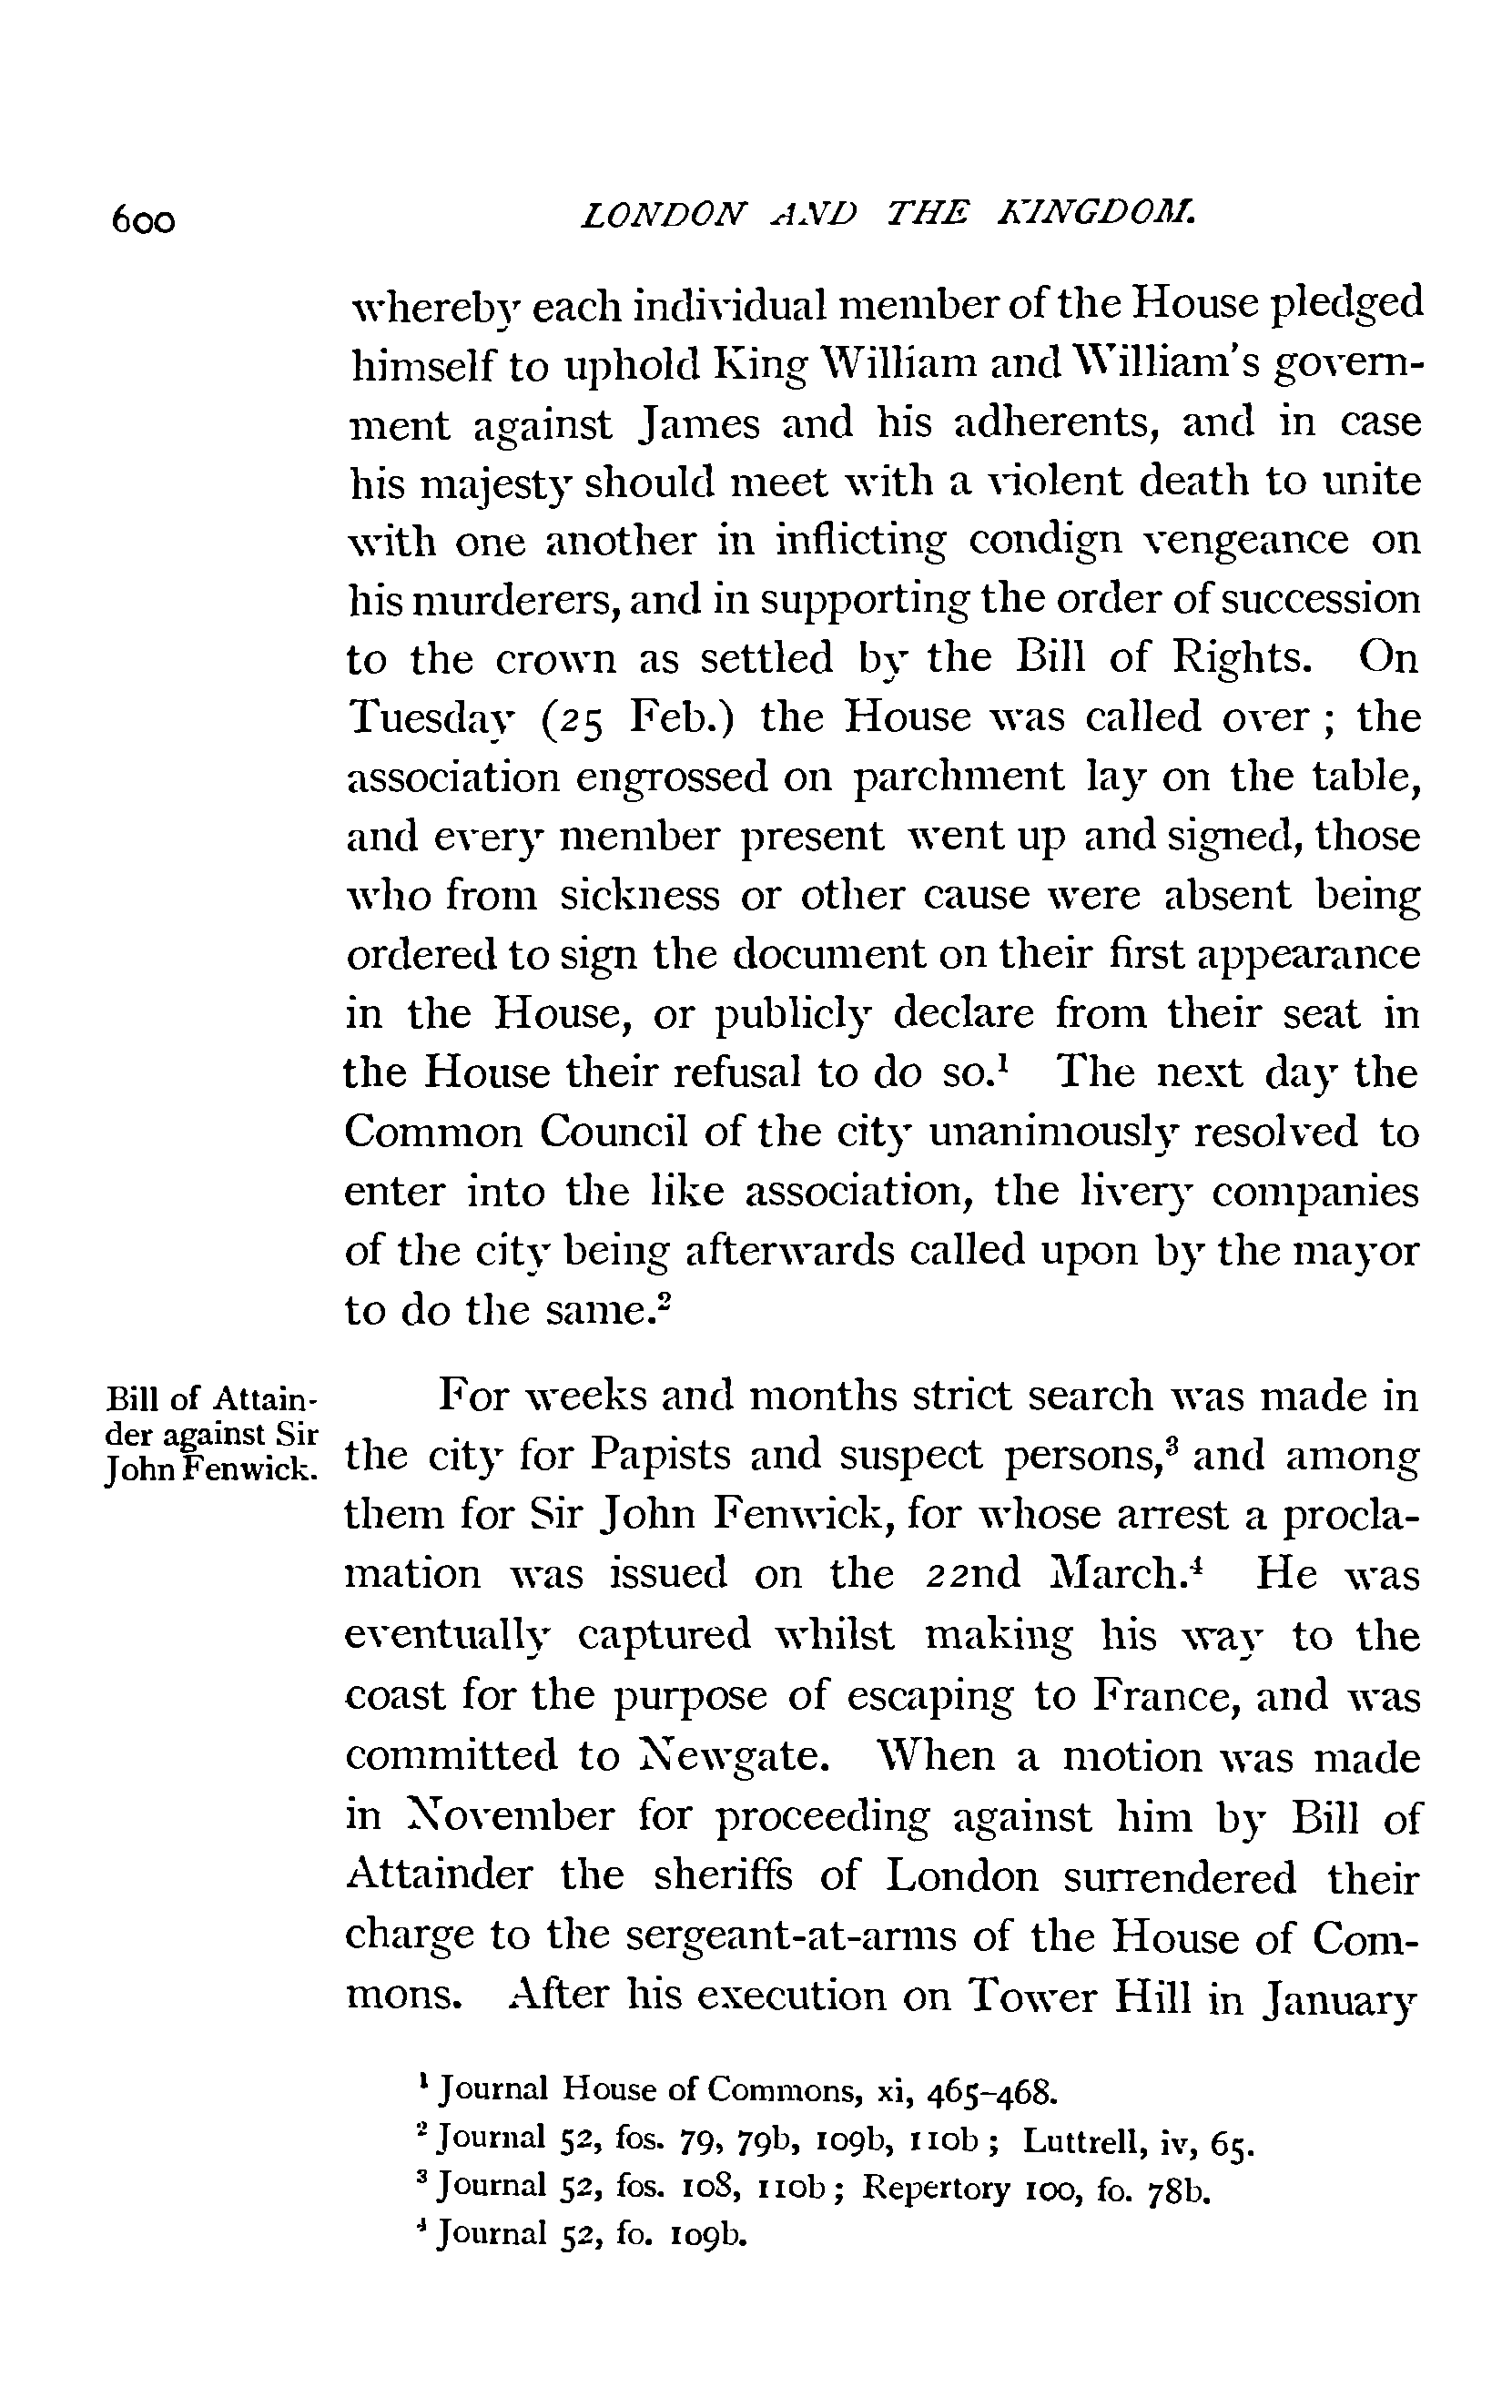 600 LONDON AND THE KINGDOM.
whereby each individual member of the House pledged
himself to uphold King William and William's govern-
ment against James and his adherents, and in case
his majesty should meet with a violent death to unite
with one another in inflicting condign vengeance on
his murderers, and in supporting the order of succession
to the crown as settled by the Bill of Rights. On
Tuesday (25 Feb.) the House was called over ; the
association engrossed on parchment lay on the table,
and every member present went up and signed, those
who from sickness or other cause were absent being
ordered to sign the document on their first appearance
in the House, or publicly declare from their seat in
the House their refusal to do so.¹ The next day the
Common Council of the city unanimously resolved to
enter into the like association, the livery companies
of the city being afterwards called upon by the mayor
to do the same.²
Bill of Attain-
der against Sir
John Fenwick.
For weeks and months strict search was made in
the city for Papists and suspect persons,³ and among
them for Sir John Fenwick, for whose arrest a procla-
mation was issued on the 22nd March.⁴ He was
eventually captured whilst making his way to the
coast for the purpose of escaping to France, and was
committed to Newgate. When a motion was made
in November for proceeding against him by Bill of
Attainder the sheriffs of London surrendered their
charge to the sergeant-at-arms of the House of Com-
mons. After his execution on Tower Hill in January
¹ Journal House of Commons, xi, 465-468.
² Journal 52, fos. 79, 79b, 109b, 110b ; Luttrell, iv, 65.
³ Journal 52, fos. 108, 110b ; Repertory 100, fo. 78b.
⁴ Journal 52, fo. 109b.